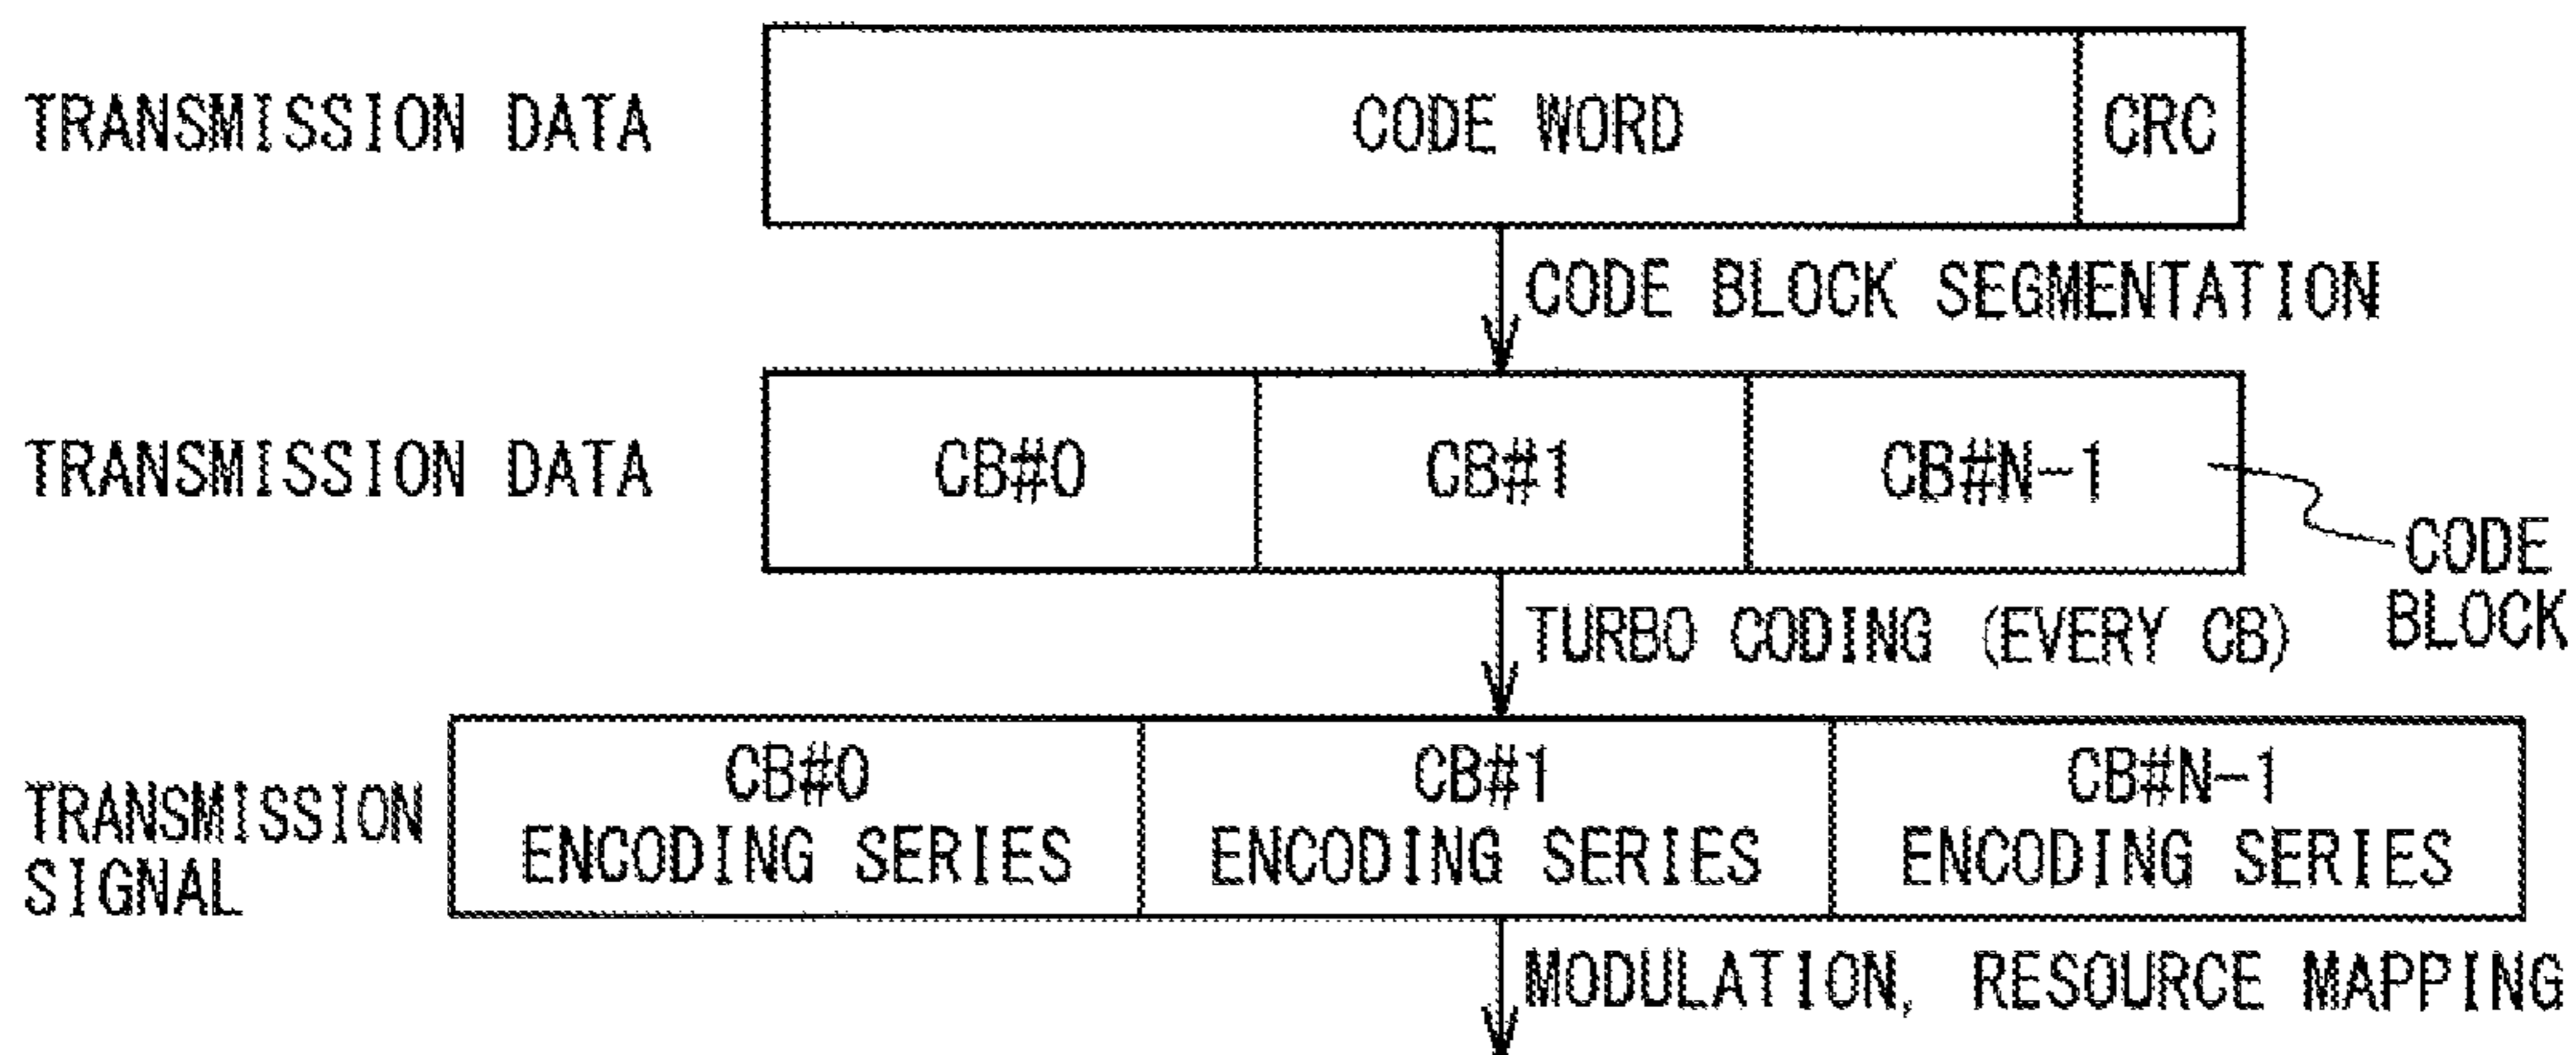 TRANSMISSION DATA
CODE WORD
CRC
CODE BLOCK SEGMENTATION
TRANSMISSION DATA
CB#0
CB#1
CB#N-1
CODE
BLOCK
TURBO CODING (EVERY CB)
TRANSMISSION
SIGNAL
CB#0
ENCODING SERIES
CB#1
ENCODING SERIES
CB#N-1
ENCODING SERIES
MODULATION, RESOURCE MAPPING